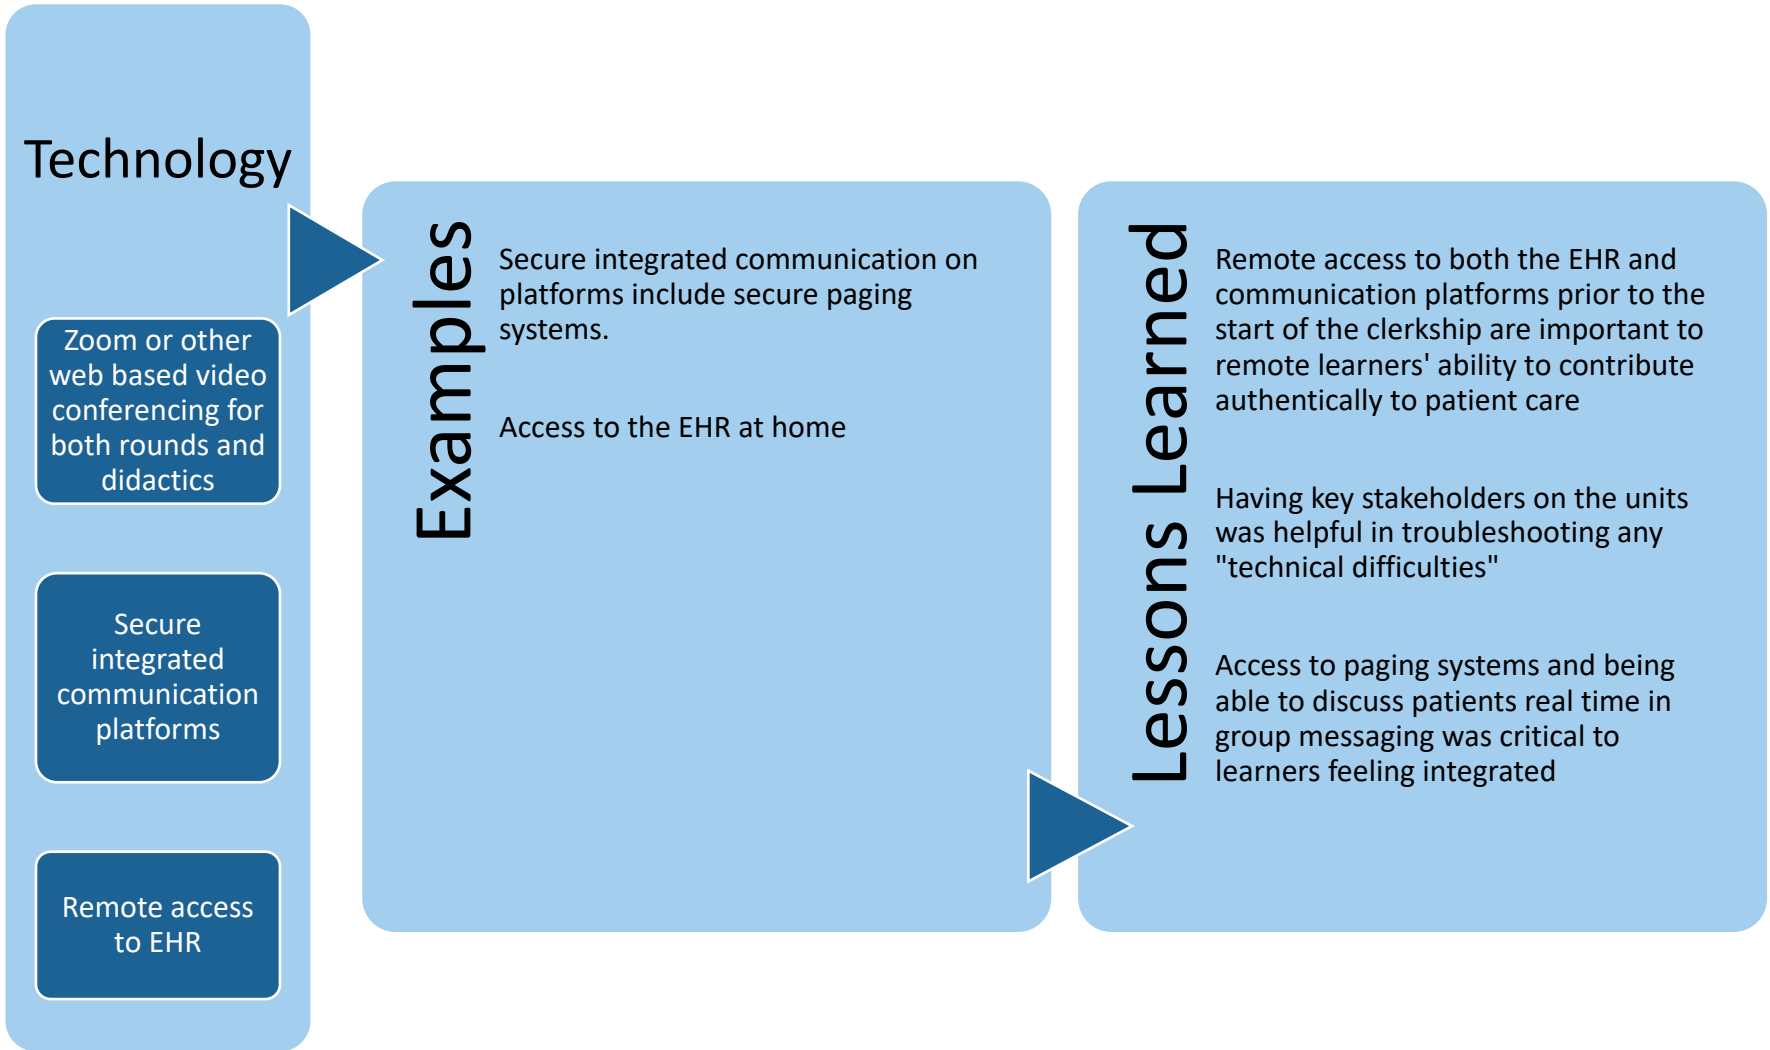 Technology
Zoom or other
web based video
conferencing for
both rounds and
didactics
Secure
integrated
communication
platforms
Remote access
to EHR
Examples
Secure integrated communication on
platforms include secure paging
systems.
Access to the EHR at home
Lessons Learned
Remote access to both the EHR and
communication platforms prior to the
start of the clerkship are important to
remote learners' ability to contribute
authentically to patient care
Having key stakeholders on the units
was helpful in troubleshooting any
"technical difficulties"
Access to paging systems and being
able to discuss patients real time in
group messaging was critical to
learners feeling integrated